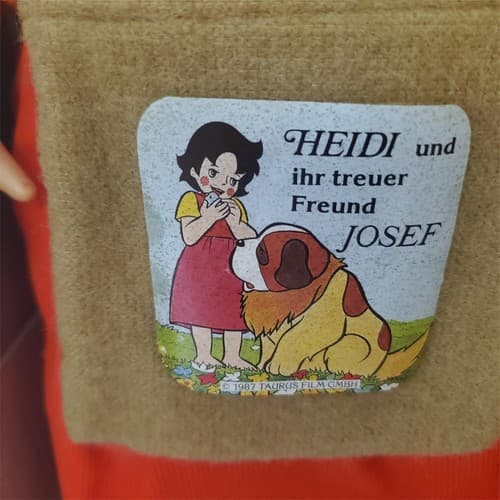 HEIDI und
ihr treuer
Freund
JOSEF
© 1987 TAURUS FILM GMBH